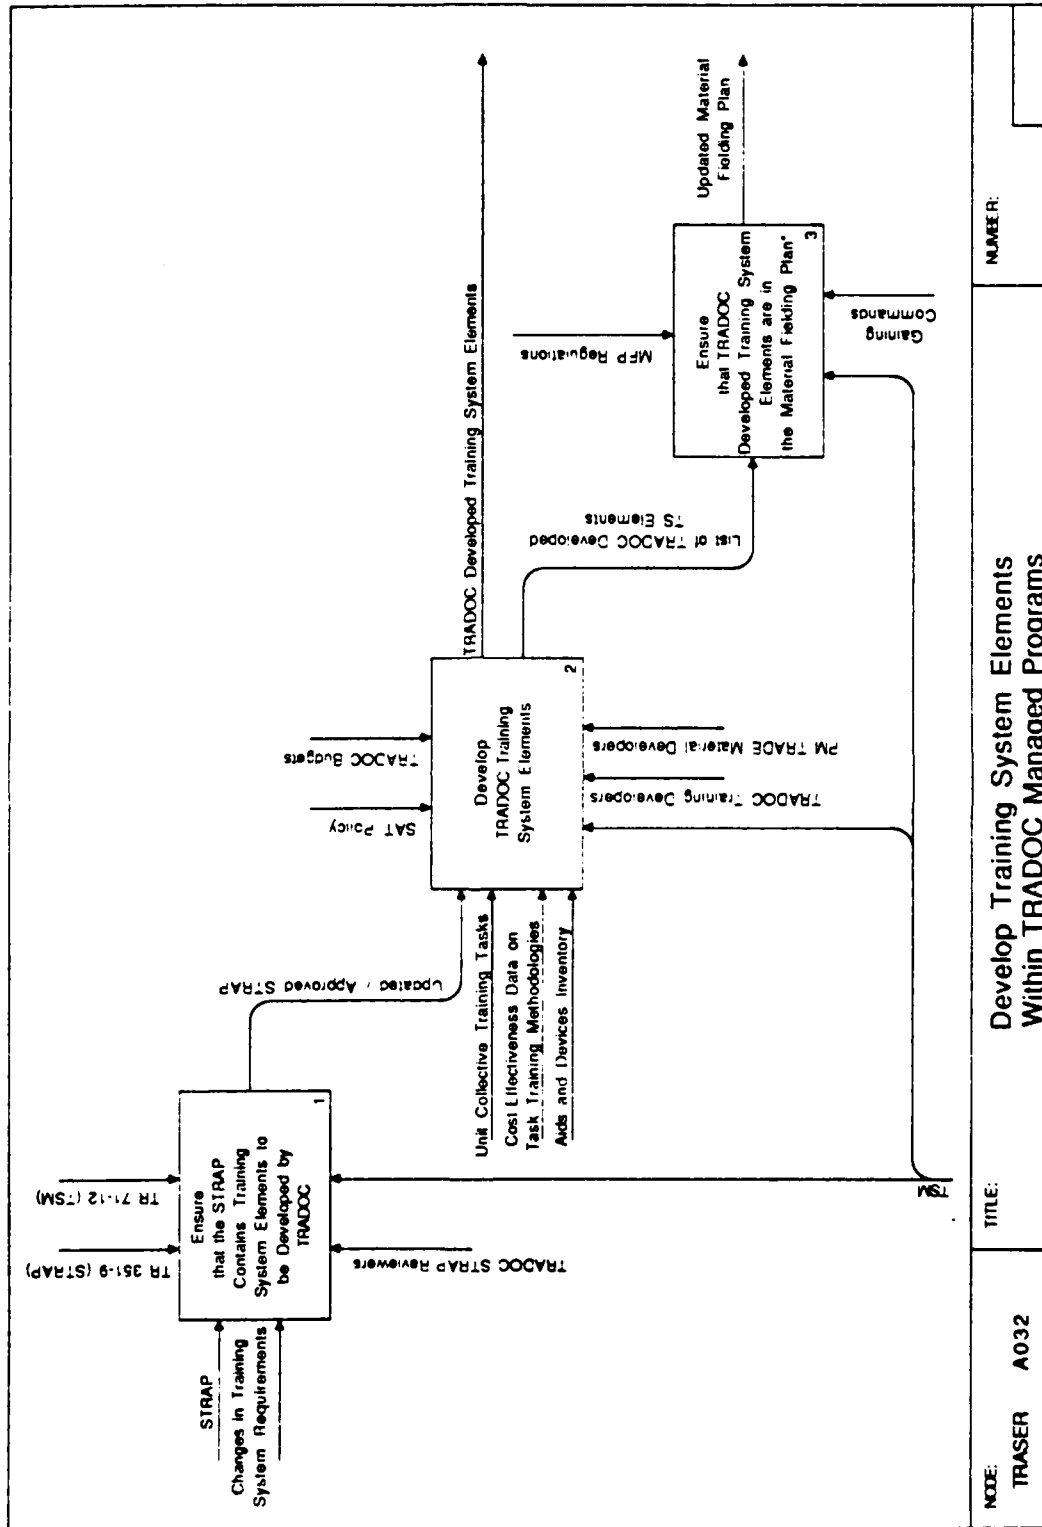 TR 351-9 (STRAP)
TR 71-12 (TSM)
STRAP
Changes in Training
System Requirements
Ensure
that the STRAP
Contains Training
System Elements to
be Developed by
TRADOC
1
TRADOC STRAP Reviewers
Updated / Approved STRAP
SAT Policy
TRADOC Budgets
Unit Collective Training Tasks
Cost Effectiveness Data on
Task Training Methodologies
Aids and Devices Inventory
Develop
TRADOC Training
System Elements
2
TRADOC Training Developers
PM TRADE Material Developers
TRADOC Developed Training System Elements
List of TRADOC Developed
TS Elements
MFP Regulations
Ensure
that TRADOC
Developed Training System
Elements are in
the Material Fielding Plan"
3
Gaining
Commands
Updated Material
Fielding Plan
TSM
NODE:
TRASER A032
TITLE:
Develop Training System Elements
Within TRADOC Managed Programs
NUMBER: